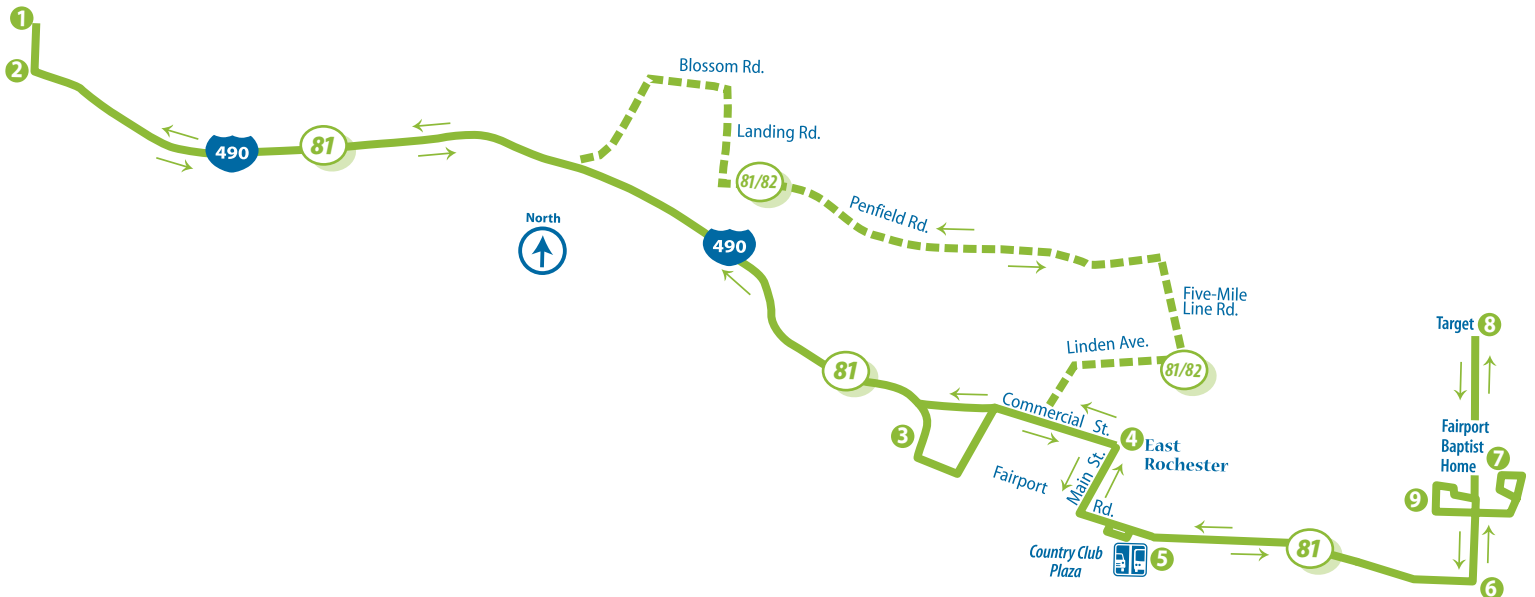 1
2
Blossom Rd.
490
81
Landing Rd.
81/82
Penfield Rd.
North
490
Five-Mile
Line Rd.
Target 8
Linden Ave.
81
81/82
Commercial St.
3
4
East
Rochester
Fairport Rd.
Main St.
Fairport
Baptist
Home
7
9
Country Club
Plaza
5
81
6